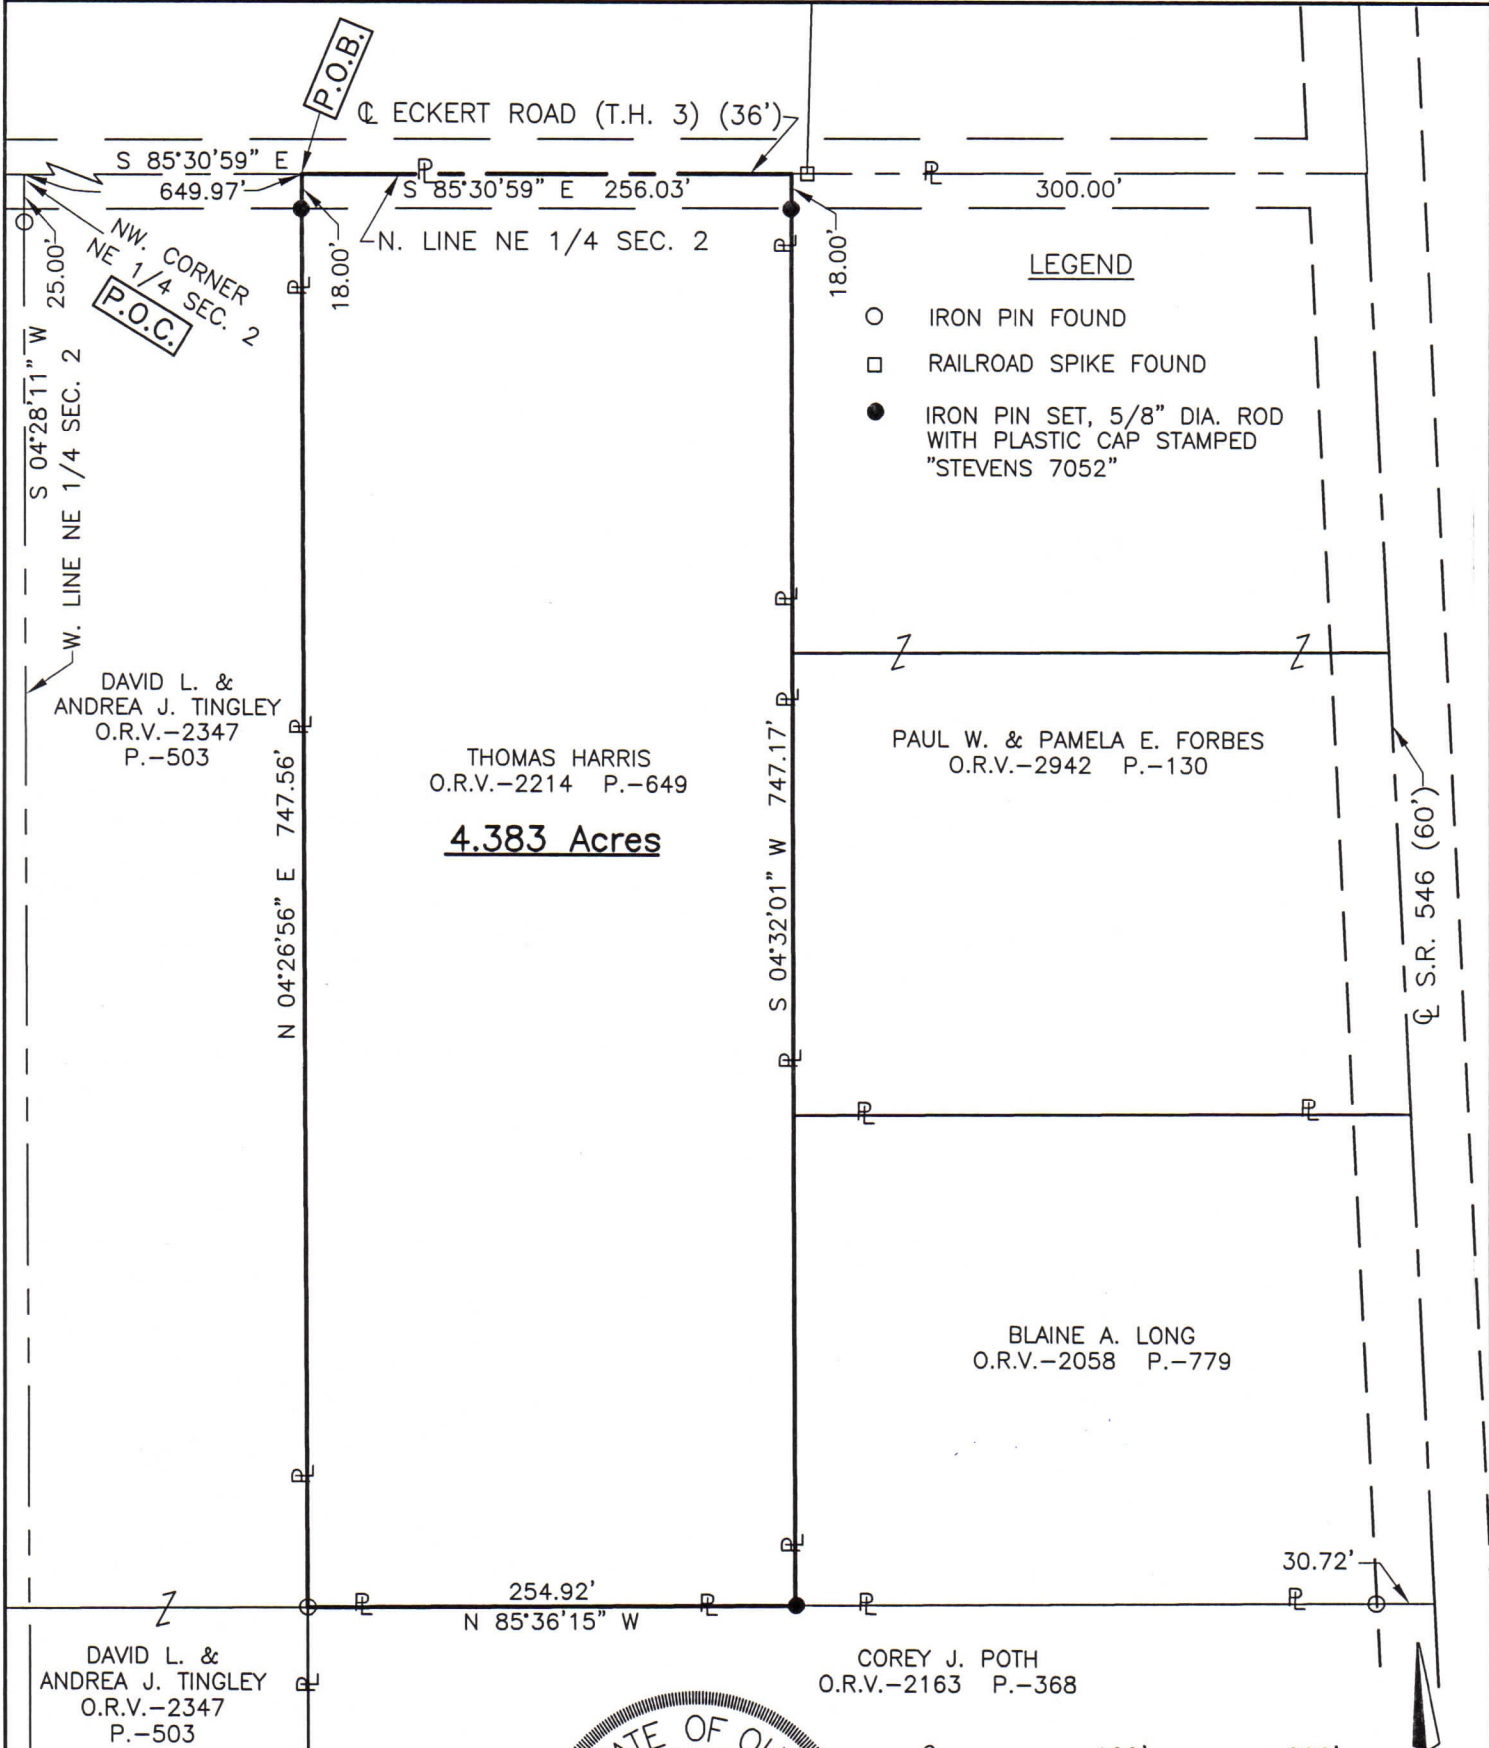 P.O.B.
℄ ECKERT ROAD (T.H. 3) (36')
S 85°30'59" E
649.97'
S 85°30'59" E 256.03'
300.00'
N. LINE NE 1/4 SEC. 2
NW. CORNER
NE 1/4 SEC. 2
P.O.C.
25.00'
S 04°28'11" W
W. LINE NE 1/4 SEC. 2
18.00'
18.00'
LEGEND
IRON PIN FOUND
RAILROAD SPIKE FOUND
IRON PIN SET, 5/8" DIA. ROD
WITH PLASTIC CAP STAMPED
"STEVENS 7052"
DAVID L. &
ANDREA J. TINGLEY
O.R.V.-2347
P.-503
N 04°26'56" E 747.56'
THOMAS HARRIS
O.R.V.-2214 P.-649
4.383 Acres
S 04°32'01" W 747.17'
PAUL W. & PAMELA E. FORBES
O.R.V.-2942 P.-130
℄ S.R. 546 (60')
BLAINE A. LONG
O.R.V.-2058 P.-779
30.72'
254.92'
N 85°36'15" W
DAVID L. &
ANDREA J. TINGLEY
O.R.V.-2347
P.-503
COREY J. POTH
O.R.V.-2163 P.-368
OF